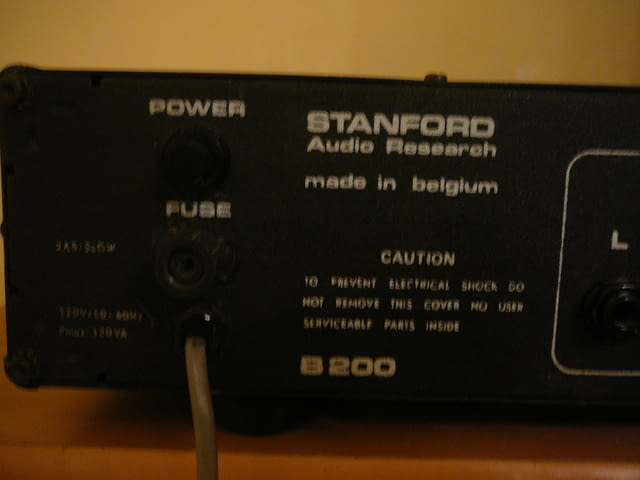 POWER
STANFORD
Audio Research
made in belgium
FUSE
L
CAUTION
TO PREVENT ELECTRICAL SHOCK DO
NOT REMOVE THIS COVER NO USER
SERVICEABLE PARTS INSIDE
B 200